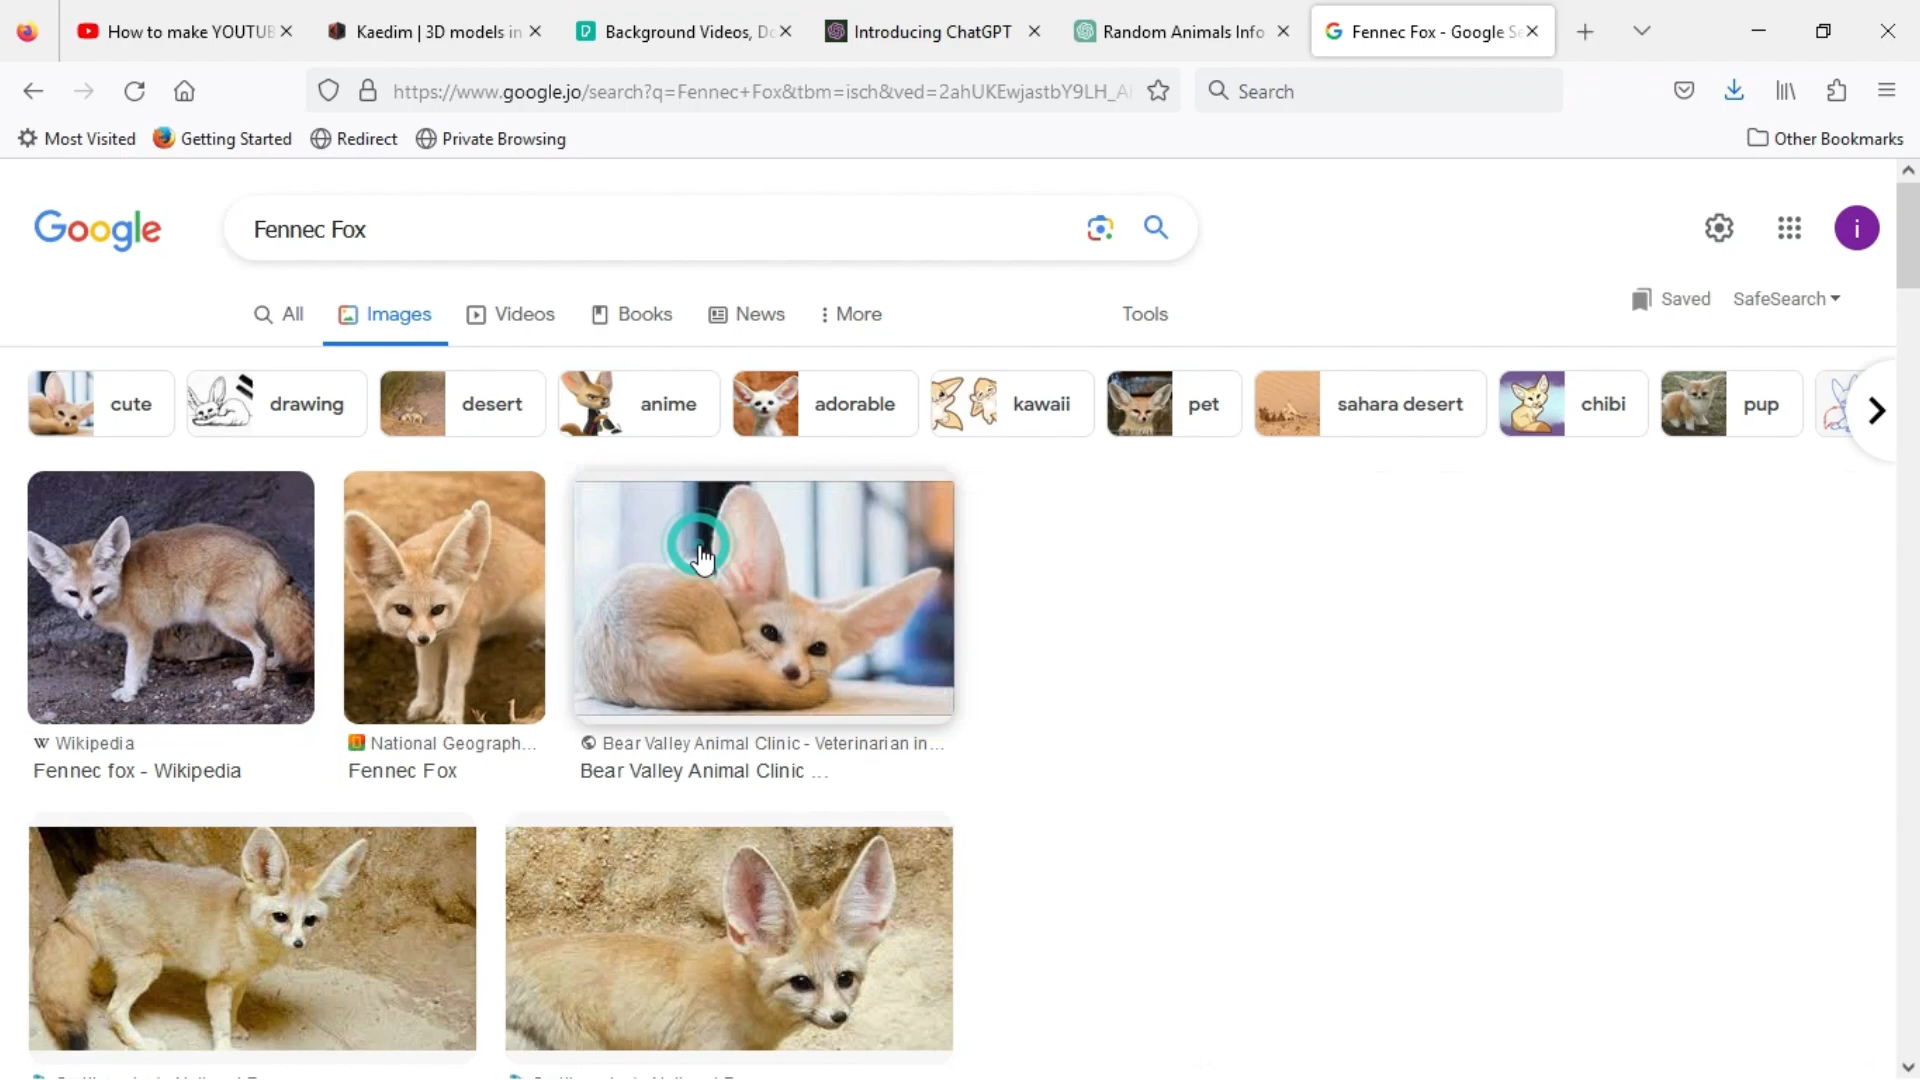 How to make YOUTUB
Kaedim | 3D models in
Background Videos, Do
Introducing ChatGPT
Random Animals Info
Fennec Fox - Google Se
https://www.google.jo/search?q=Fennec+Fox&tbm=isch&ved=2ahUKEwjastbY9LH_Al
Search
Most Visited
Getting Started
Redirect
Private Browsing
Other Bookmarks
Google
Fennec Fox
i
All
Images
Videos
Books
News
More
Tools
Saved
SafeSearch
cute
drawing
desert
anime
adorable
kawaii
pet
sahara desert
chibi
pup
W Wikipedia
National Geograph...
Bear Valley Animal Clinic - Veterinarian in...
Fennec fox - Wikipedia
Fennec Fox
Bear Valley Animal Clinic ...